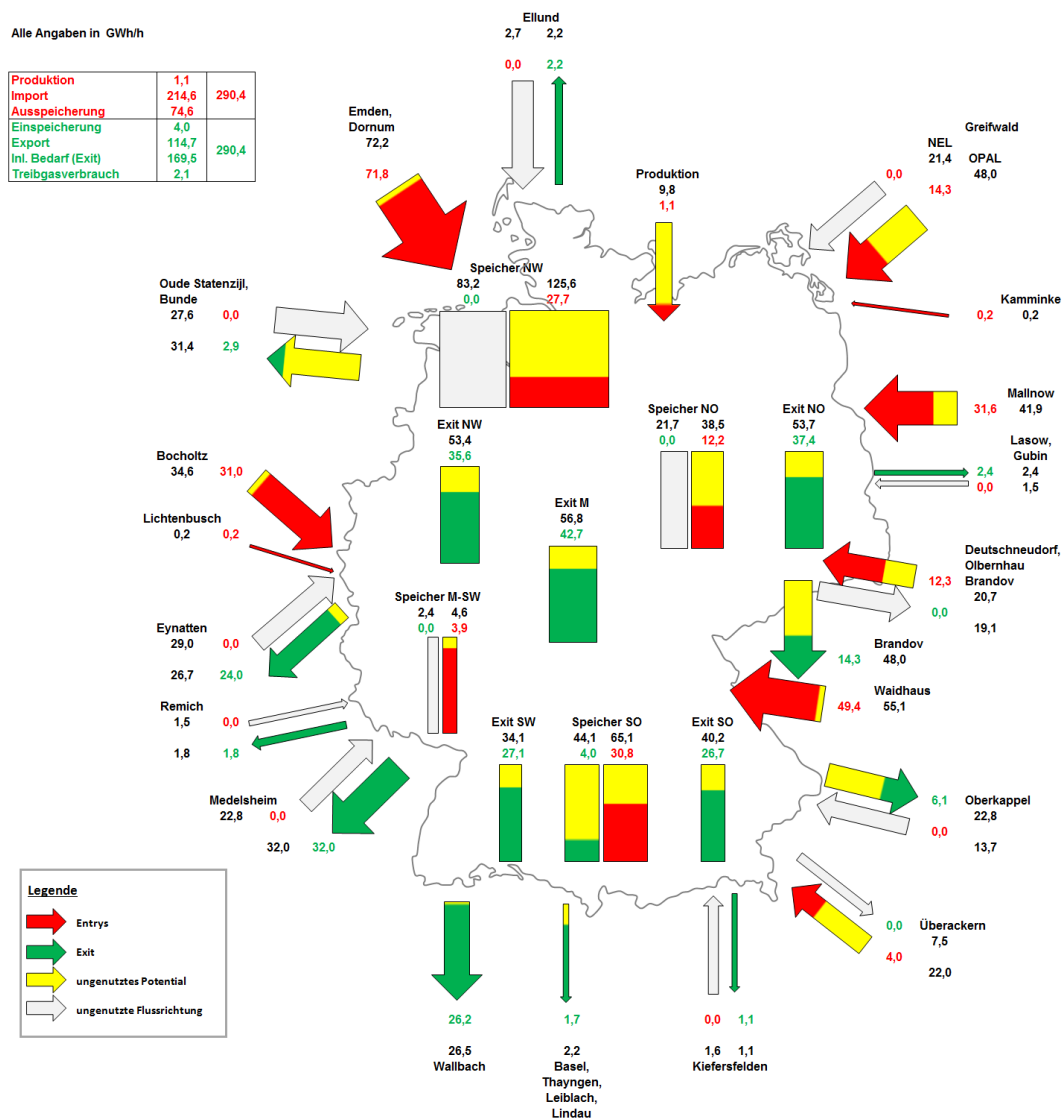 Alle Angaben in GWh/h
Produktion 1,1
Import 214,6 290,4
Ausspeicherung 74,6
Einspeicherung 4,0
Export 114,7 290,4
Inl. Bedarf (Exit) 169,5
Treibgasverbrauch 2,1
Ellund
2,7 2,2
0,0 2,2
Emden,
Dornum
72,2
71,8
Produktion
9,8
1,1
Greifwald
NEL
21,4 OPAL
0,0 48,0
14,3
Speicher NW
83,2 125,6
0,0 27,7
Oude Statenzijl,
Bunde
27,6 0,0
31,4 2,9
Kamminke
0,2 0,2
Mallnow
31,6 41,9
Exit NW
53,4
35,6
Speicher NO
21,7 38,5
0,0 12,2
Exit NO
53,7
37,4
Lasow,
Gubin
2,4 2,4
0,0 1,5
Bocholtz
34,6 31,0
Lichtenbusch
0,2 0,2
Exit M
56,8
42,7
Deutschneudorf,
Olbernhau
12,3 Brandov
20,7
0,0
19,1
Speicher M-SW
2,4 4,6
0,0 3,9
Eynatten
29,0 0,0
26,7 24,0
Brandov
14,3 48,0
Waidhaus
49,4 55,1
Remich
1,5 0,0
1,8 1,8
Exit SW
34,1
27,1
Speicher SO
44,1 65,1
4,0 30,8
Exit SO
40,2
26,7
Medelsheim
22,8 0,0
32,0 32,0
6,1 Oberkappel
22,8
0,0
13,7
Legende
Entrys
Exit
ungenutztes Potential
ungenutzte Flussrichtung
0,0 Überackern
7,5
4,0
22,0
26,2
26,5
Wallbach
1,7
2,2
Basel,
Thayngen,
Leiblach,
Lindau
0,0 1,1
1,6 1,1
Kiefersfelden